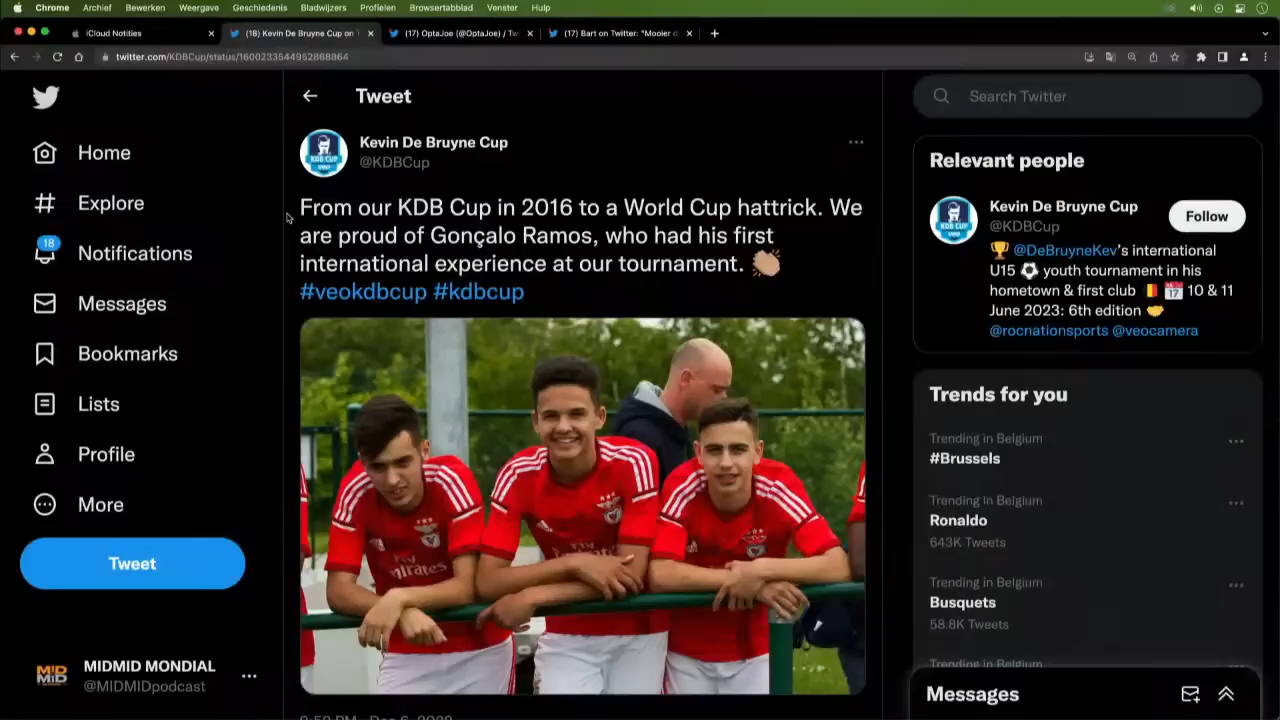 Chrome Archief Bewerken Weergave Geschiedenis Bladwijzers Profielen Browsertabblad Venster Help
iCloud Notities
(18) Kevin De Bruyne Cup on
(17) OptaJoe (@OptaJoe) /
(17) Bart on Twitter: "Mooier
twitter.com/KDBCup/status/1600233544952868864
Home
Explore
18
Notifications
Messages
Bookmarks
Lists
Profile
More
Tweet
MIDMID MONDIAL
@MIDMIDpodcast
Tweet
Kevin De Bruyne Cup
@KDBCup
From our KDB Cup in 2016 to a World Cup hattrick. We
are proud of Gonçalo Ramos, who had his first
international experience at our tournament. 👏🏼
#veokdbcup #kdbcup
Fly
Emirates
Search Twitter
Relevant people
Kevin De Bruyne Cup
@KDBCup
Follow
🏆 @DeBruyneKev's international
U15 ⚽ youth tournament in his
hometown & first club 🇧🇪 📅 10 & 11
June 2023: 6th edition 🤝
@rocnationsports @veocamera
Trends for you
Trending in Belgium
#Brussels
Trending in Belgium
Ronaldo
643K Tweets
Trending in Belgium
Busquets
58.8K Tweets
Trending in Belgium
Messages